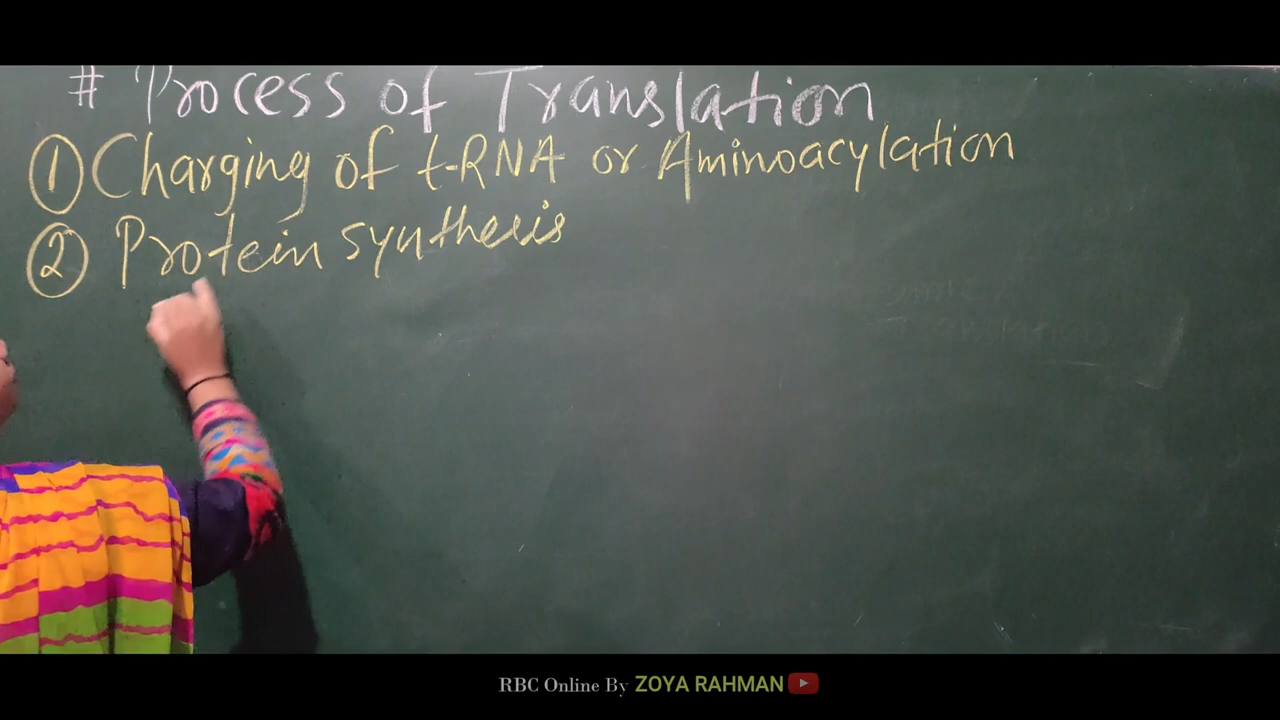 # Process of Translation
① Charging of t-RNA or Aminoacylation
② Protein synthesis
RBC Online By ZOYA RAHMAN